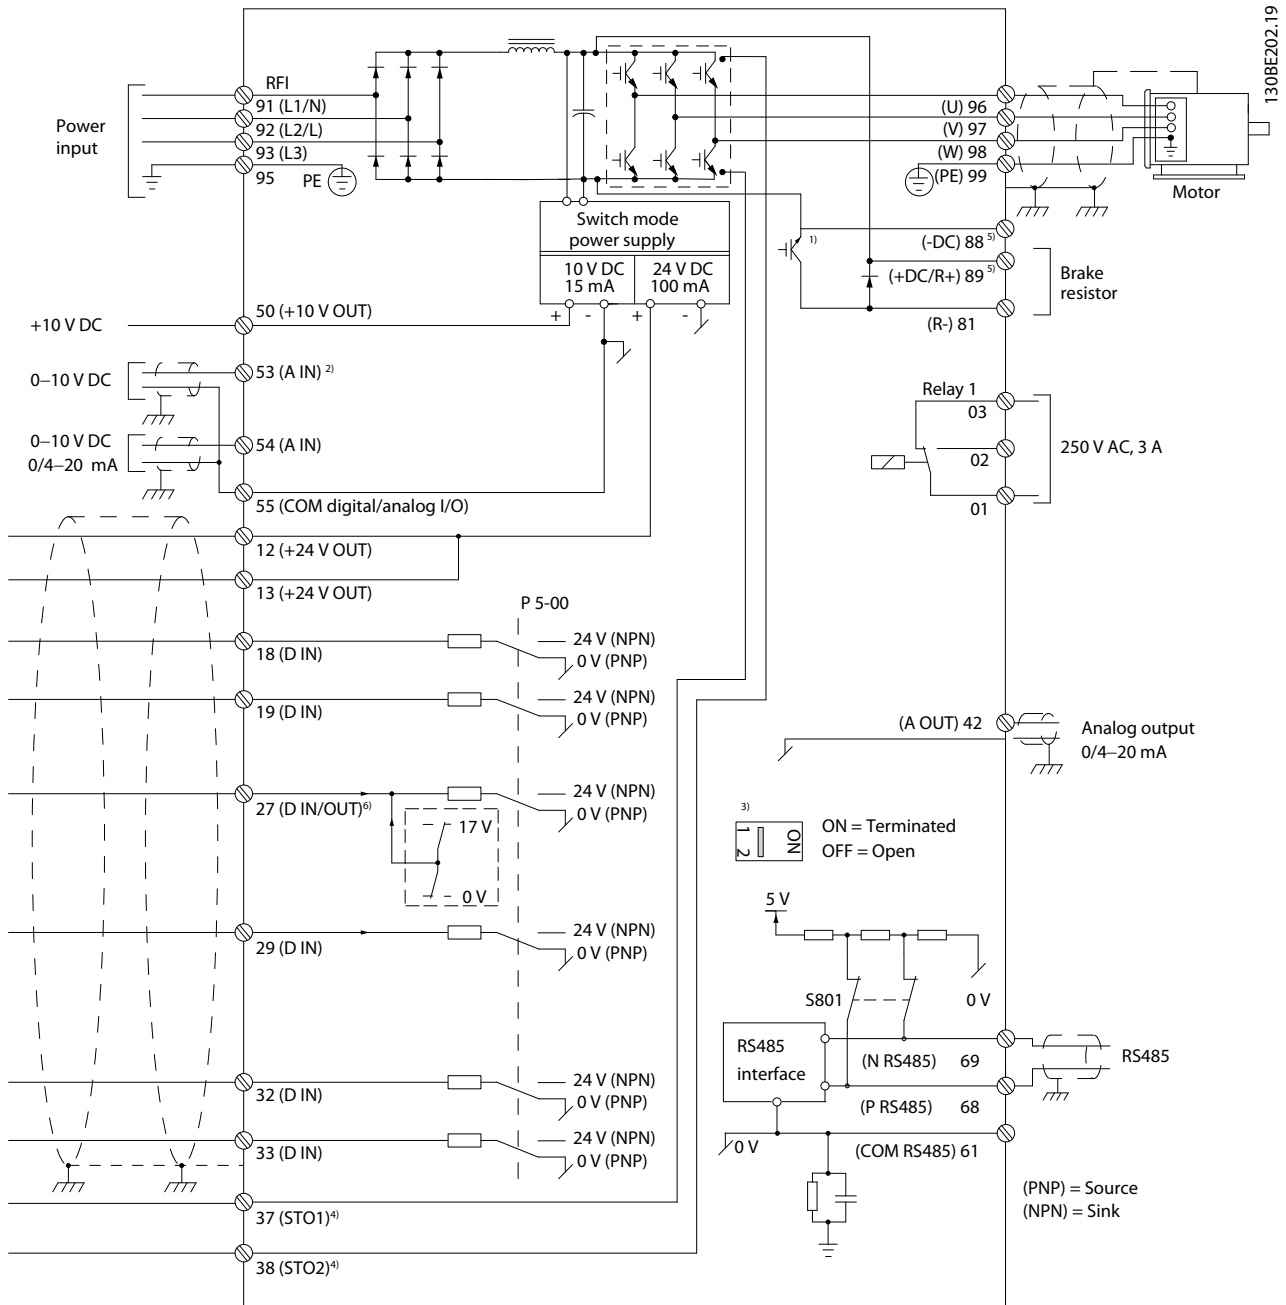 130BE202.19
RFI
91 (L1/N)
92 (L2/L)
93 (L3)
95
PE
Power
input
(U) 96
(V) 97
(W) 98
(PE) 99
Motor
Switch mode
power supply
10 V DC
15 mA
24 V DC
100 mA
+
-
+
-
1)
(-DC) 88 5)
(+DC/R+) 89 5)
(R-) 81
Brake
resistor
50 (+10 V OUT)
+10 V DC
53 (A IN) 2)
0–10 V DC
54 (A IN)
0–10 V DC
0/4–20 mA
55 (COM digital/analog I/O)
12 (+24 V OUT)
13 (+24 V OUT)
Relay 1
03
02
01
250 V AC, 3 A
P 5-00
18 (D IN)
24 V (NPN)
0 V (PNP)
19 (D IN)
24 V (NPN)
0 V (PNP)
27 (D IN/OUT) 6)
24 V (NPN)
0 V (PNP)
17 V
0 V
29 (D IN)
24 V (NPN)
0 V (PNP)
32 (D IN)
24 V (NPN)
0 V (PNP)
33 (D IN)
24 V (NPN)
0 V (PNP)
37 (STO1) 4)
38 (STO2) 4)
(A OUT) 42
Analog output
0/4–20 mA
3)
1 2
ON
ON = Terminated
OFF = Open
5 V
S801
0 V
RS485
interface
(N RS485) 69
(P RS485) 68
RS485
0 V
(COM RS485) 61
(PNP) = Source
(NPN) = Sink